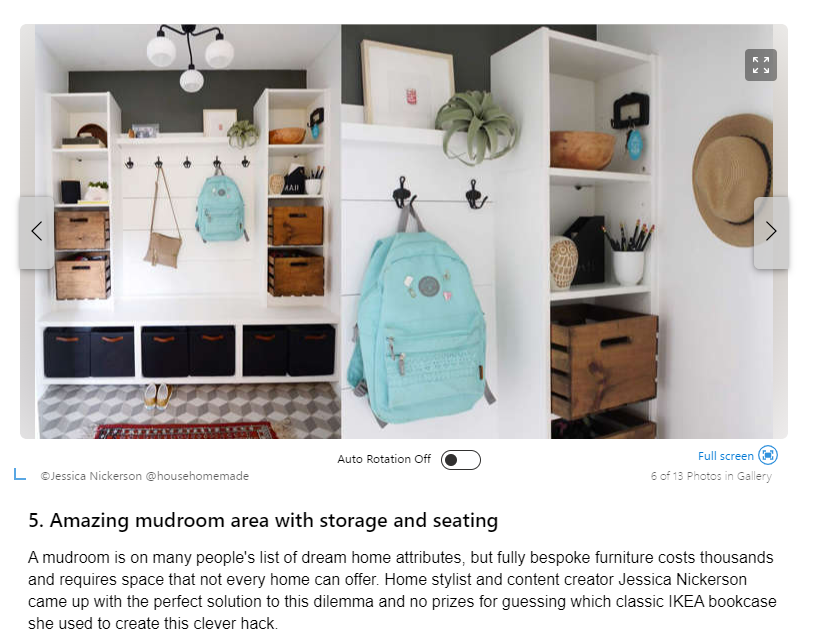 MAIL
Auto Rotation Off
Full screen
©Jessica Nickerson @househomemade
6 of 13 Photos in Gallery
5. Amazing mudroom area with storage and seating
A mudroom is on many people's list of dream home attributes, but fully bespoke furniture costs thousands
and requires space that not every home can offer. Home stylist and content creator Jessica Nickerson
came up with the perfect solution to this dilemma and no prizes for guessing which classic IKEA bookcase
she used to create this clever hack.